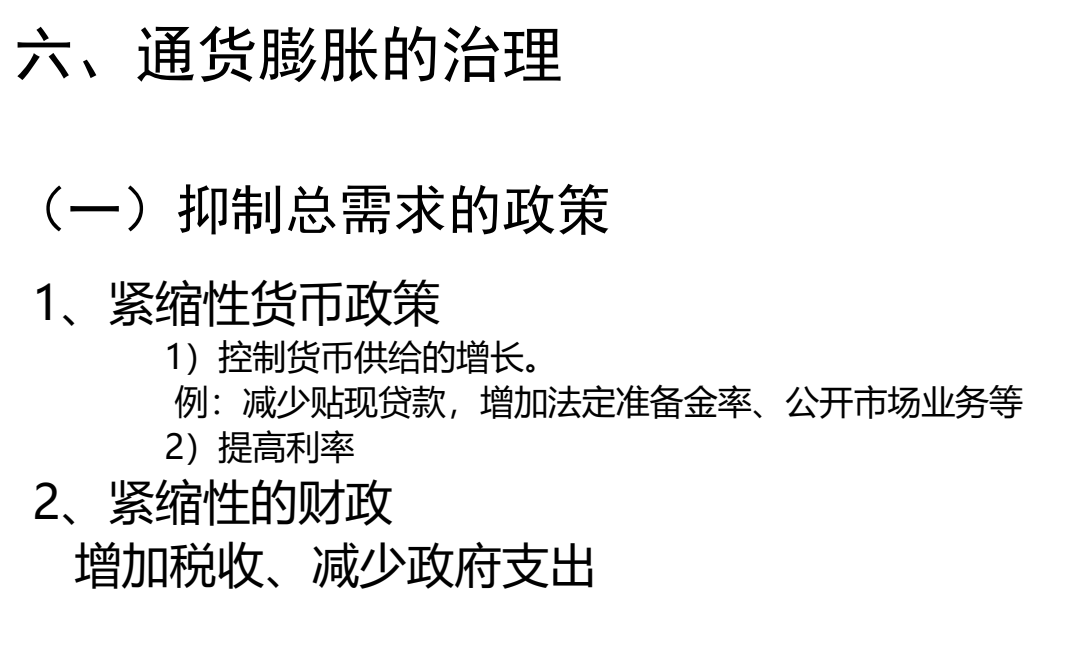 六、通货膨胀的治理
（一）抑制总需求的政策
1、紧缩性货币政策
1）控制货币供给的增长。
例：减少贴现贷款，增加法定准备金率、公开市场业务等
2）提高利率
2、紧缩性的财政
增加税收、减少政府支出